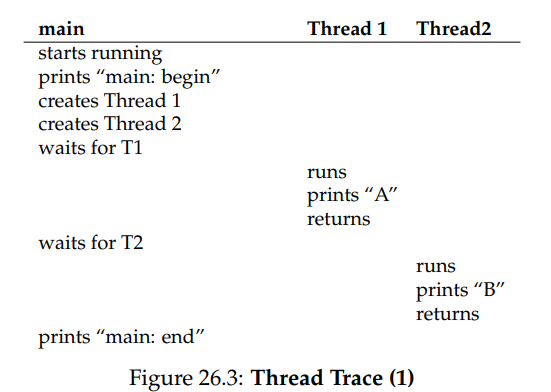 main Thread 1 Thread2
starts running
prints “main: begin”
creates Thread 1
creates Thread 2
waits for T1
runs
prints “A”
returns
waits for T2
runs
prints “B”
returns
prints “main: end”
Figure 26.3: Thread Trace (1)